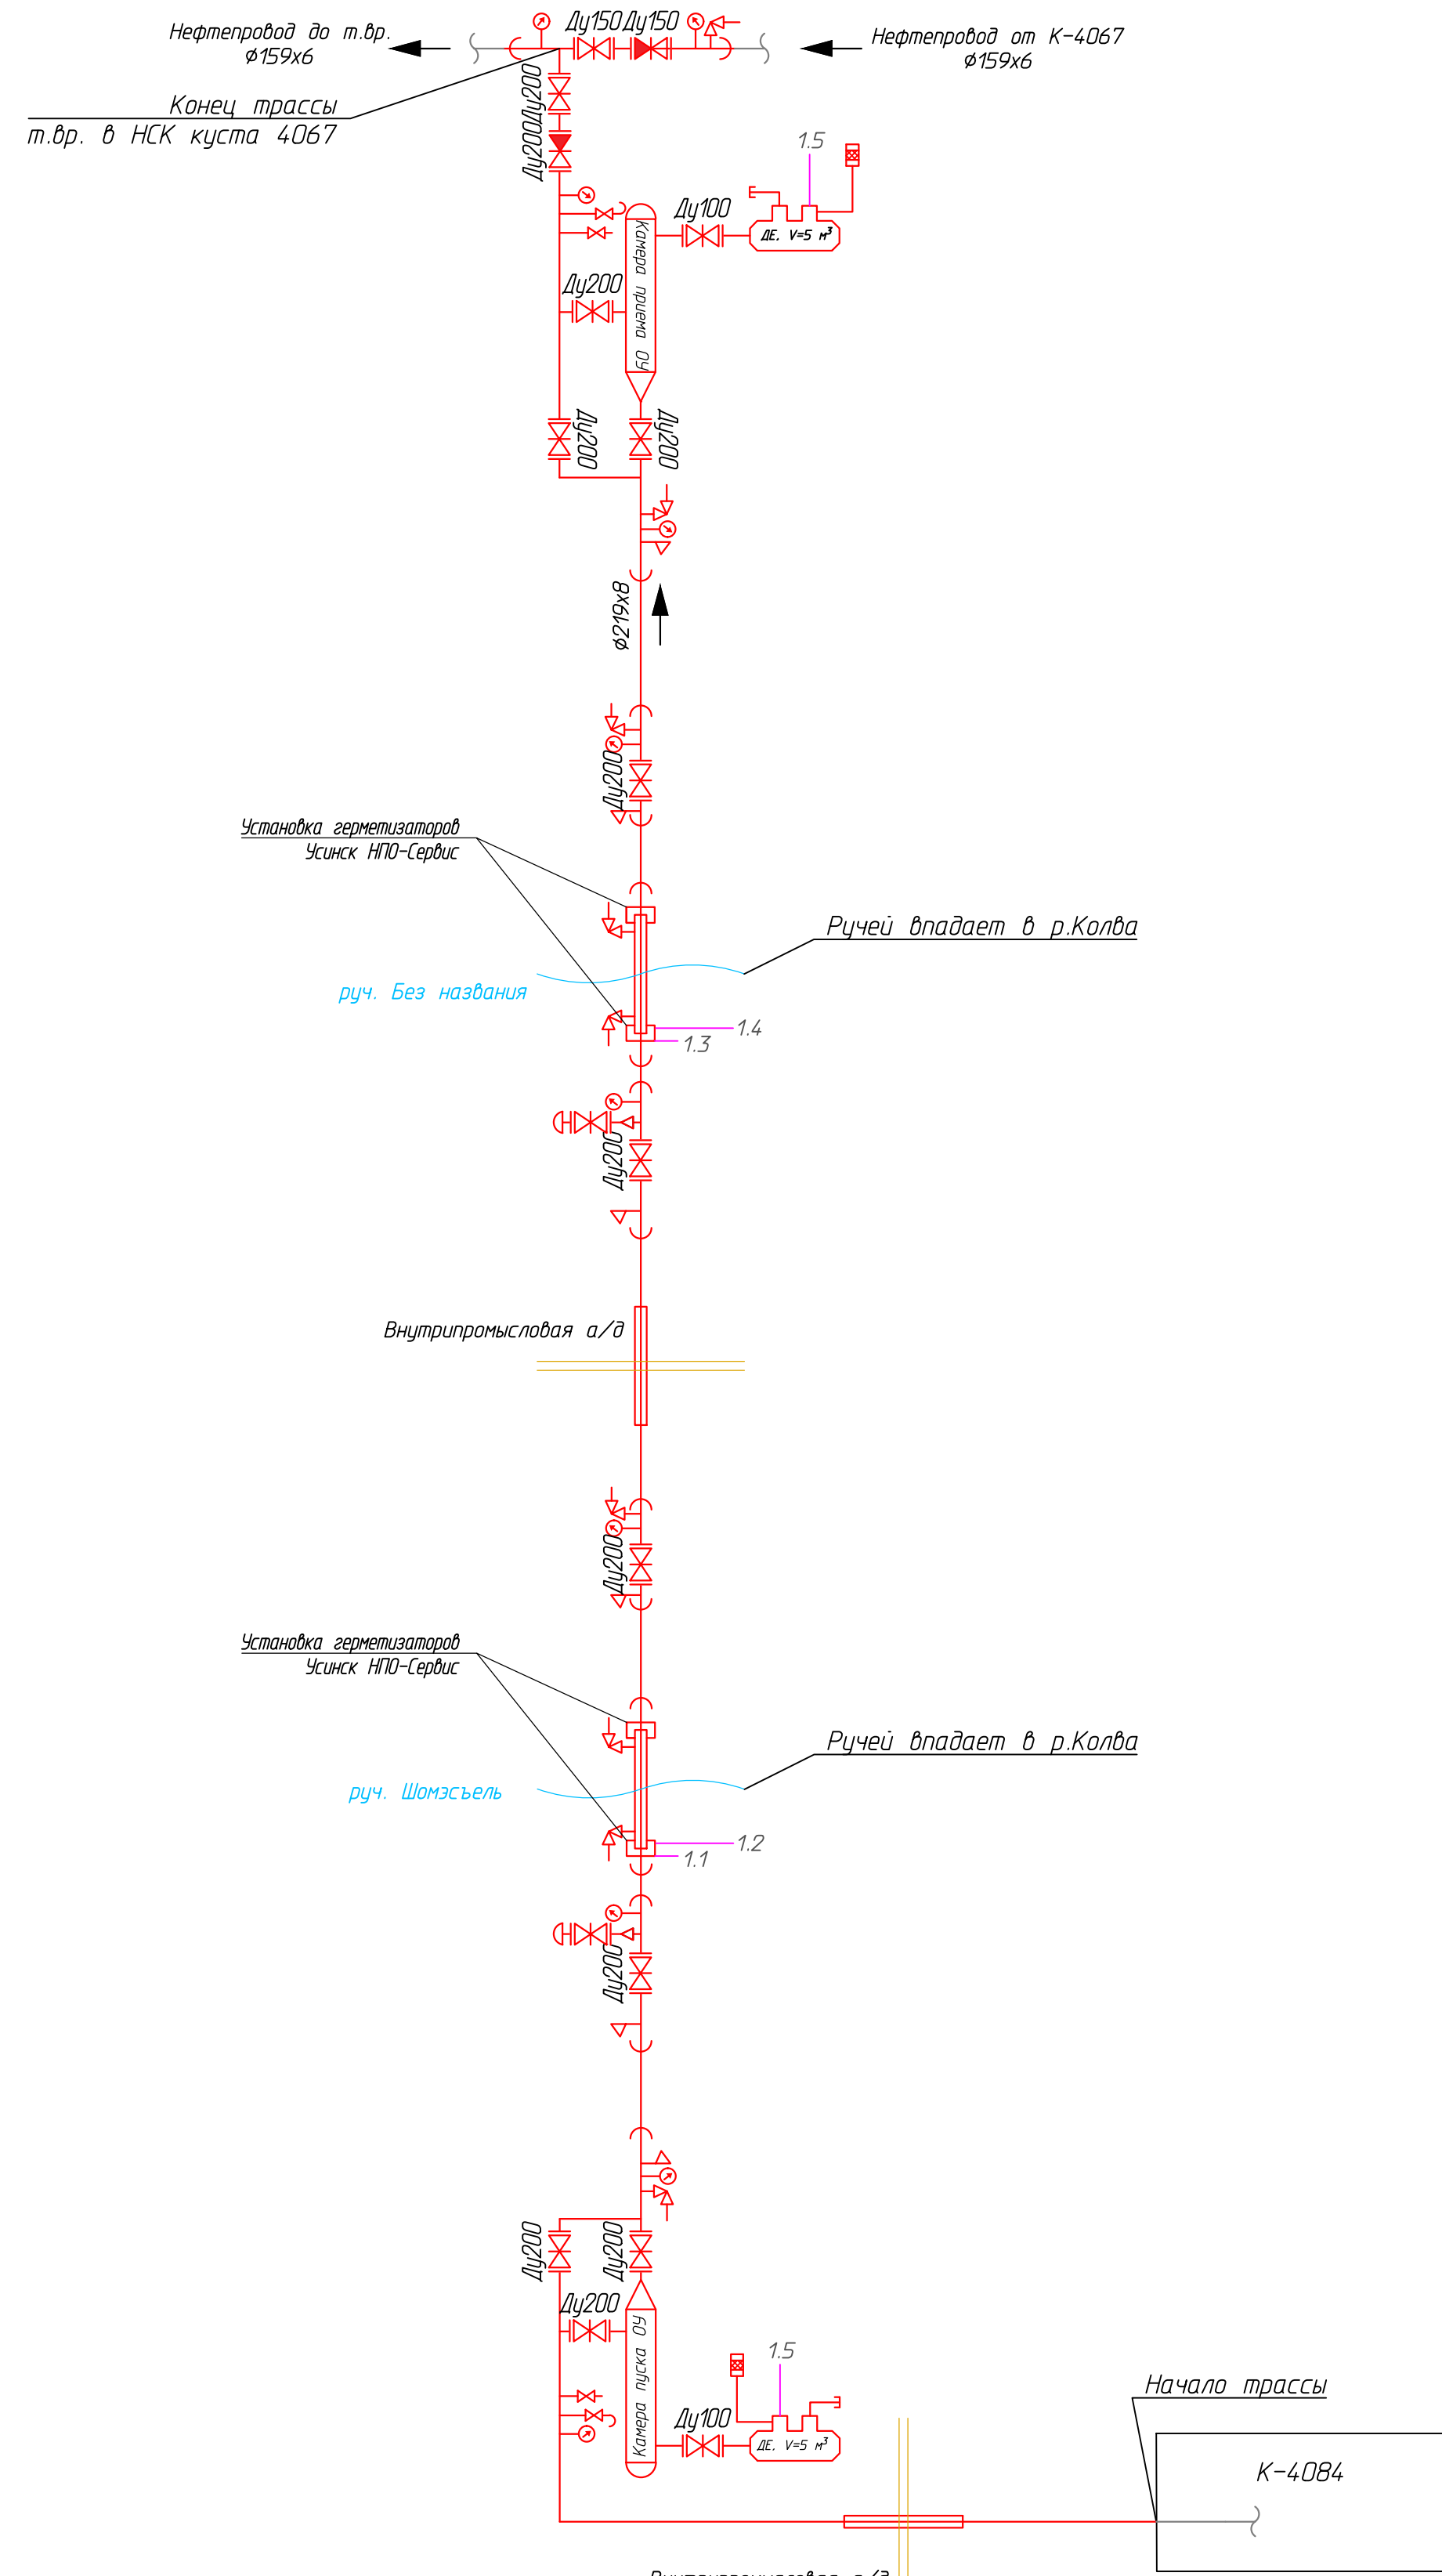 Нефтепровод до т.вр.
ø159х6
Ду150
Ду150
Нефтепровод от К-4067
ø159х6
Конец трассы
т.вр. в НСК куста 4067
Ду200
Ду200
1.5
Ду100
ДЕ. V=5 м³
Камера приема ОУ
Ду200
Ду200
Ду200
ø219х8
Ду200
Установка герметизаторов
Усинск НПО-Сервис
Ручей впадает в р.Колва
руч. Без названия
1.4
1.3
Ду200
Внутрипромысловая а/д
Ду200
Установка герметизаторов
Усинск НПО-Сервис
Ручей впадает в р.Колва
руч. Шомэсъель
1.2
1.1
Ду200
Ду200
Ду200
Ду200
Камера пуска ОУ
1.5
Ду100
ДЕ. V=5 м³
Начало трассы
К-4084